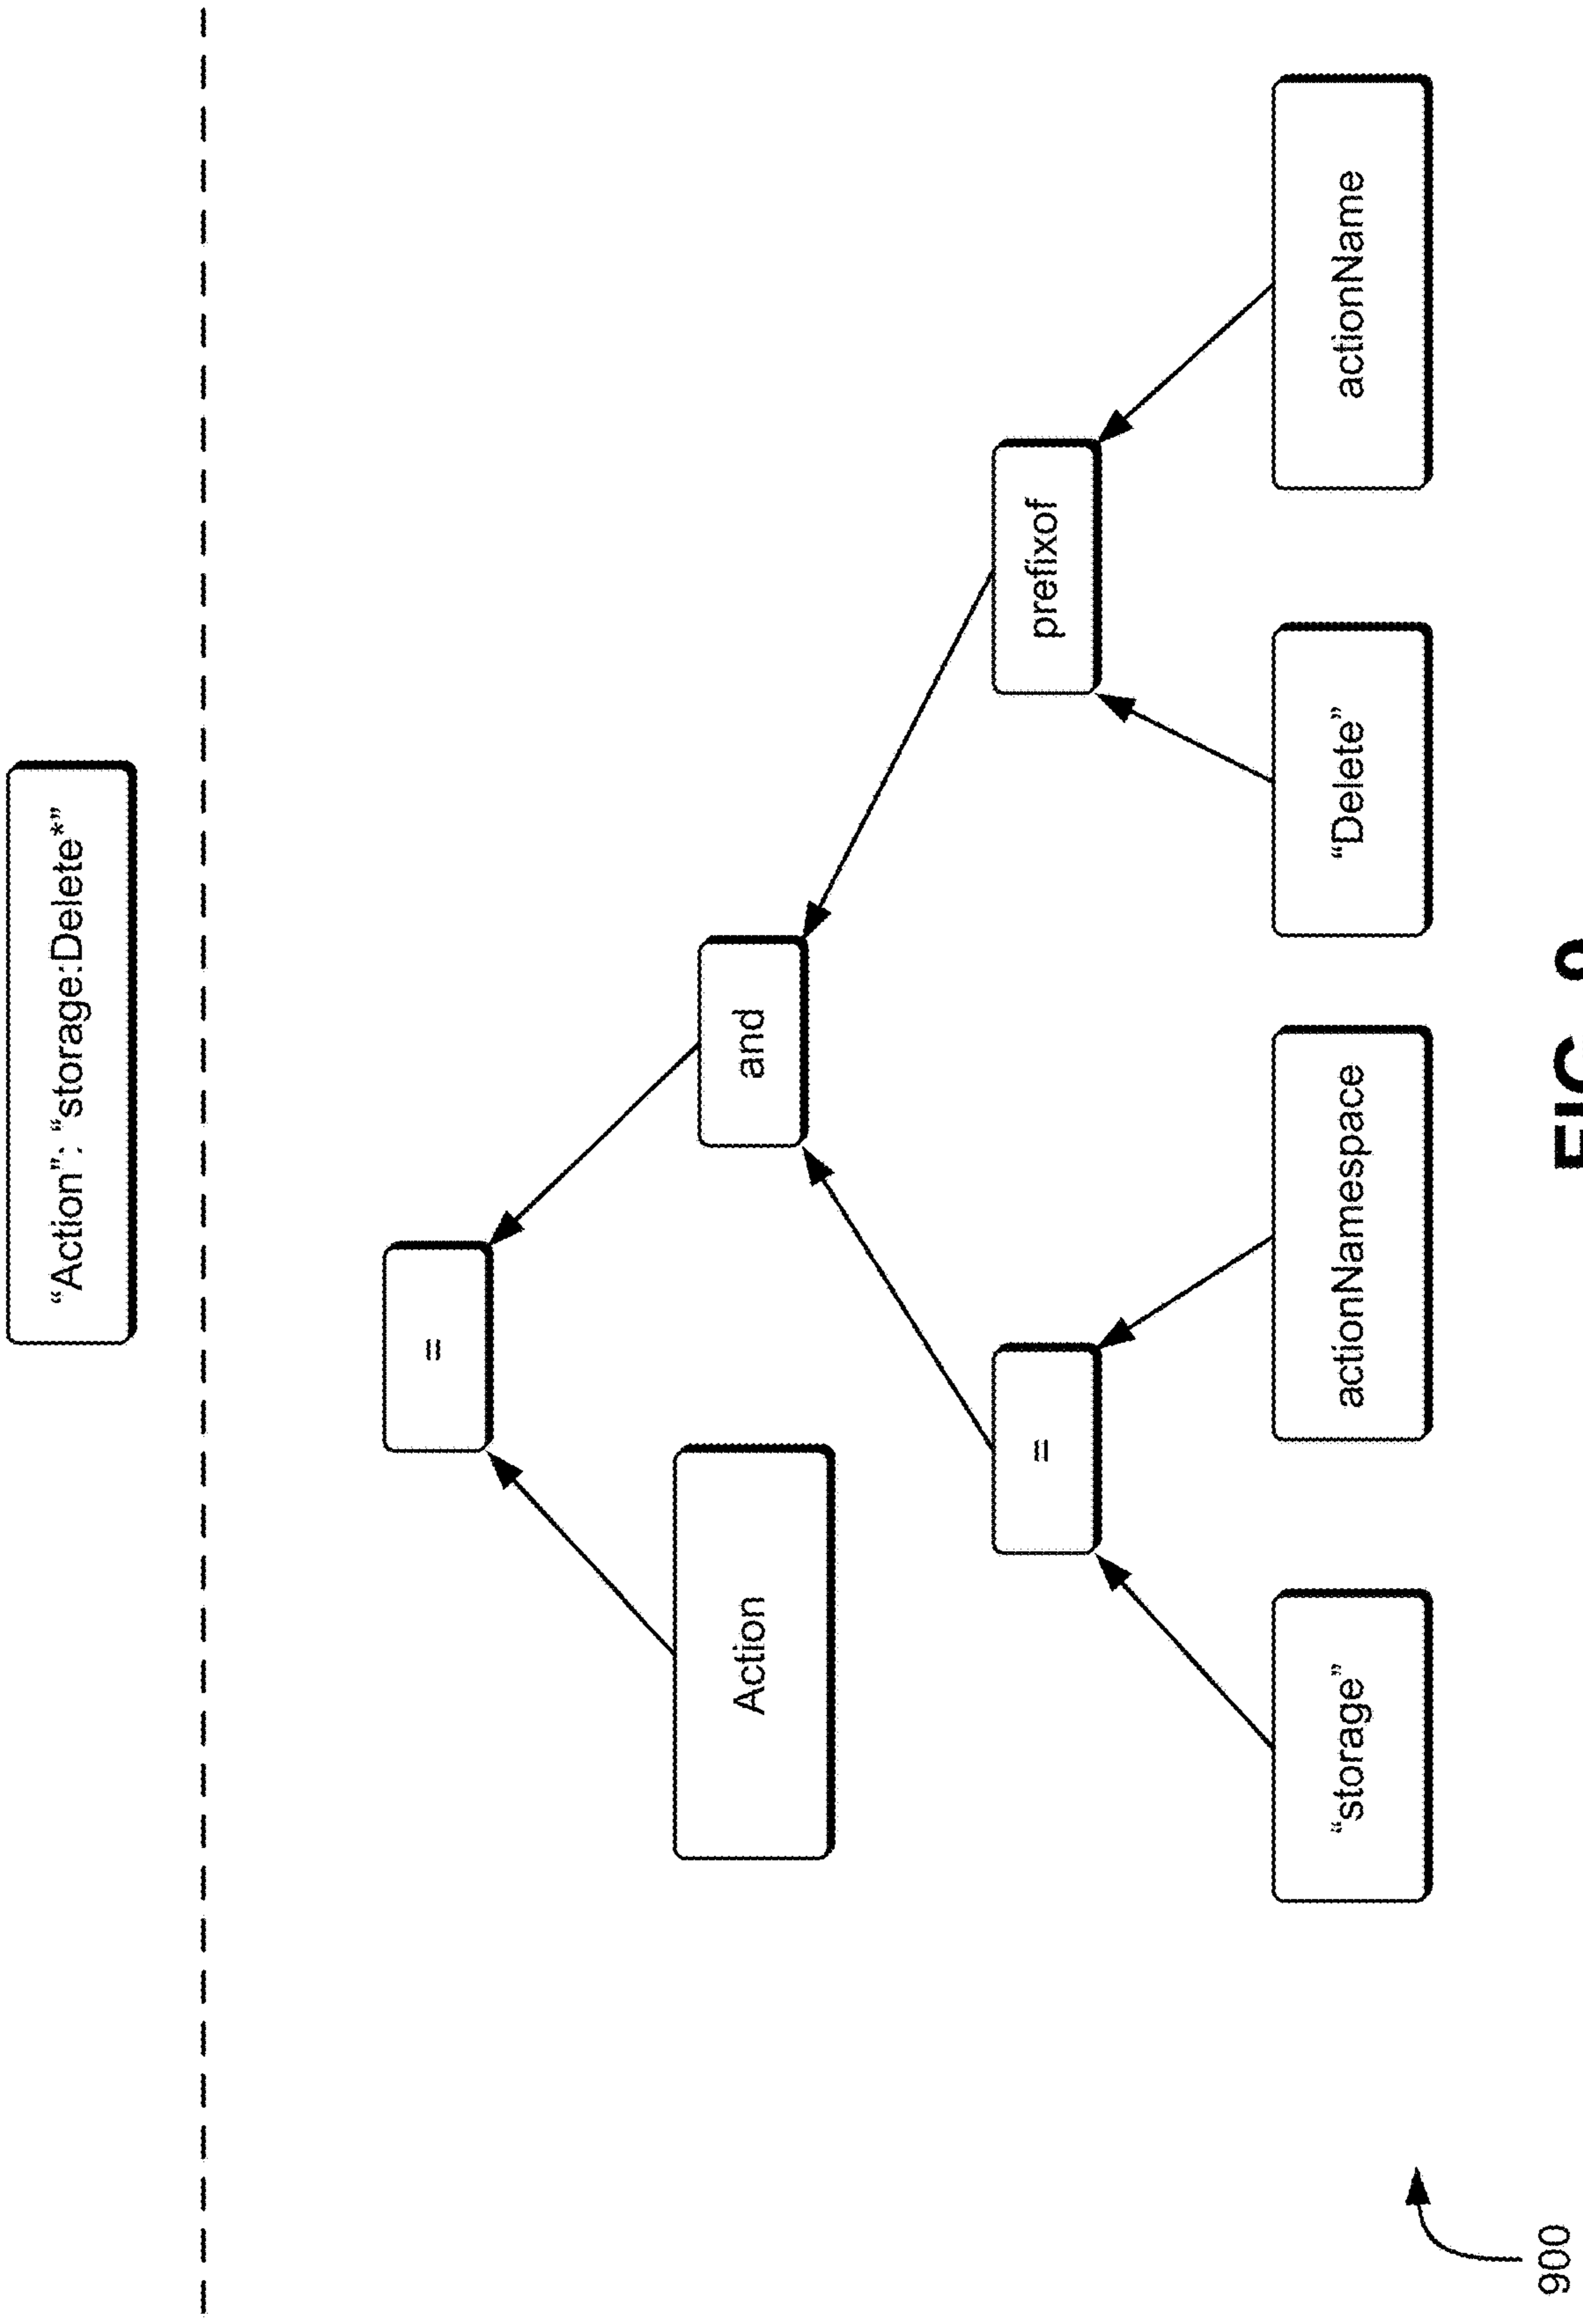 “Action”: “storage:Delete*”
=
Action
and
=
prefixof
“storage”
actionNamespace
“Delete”
actionName
900